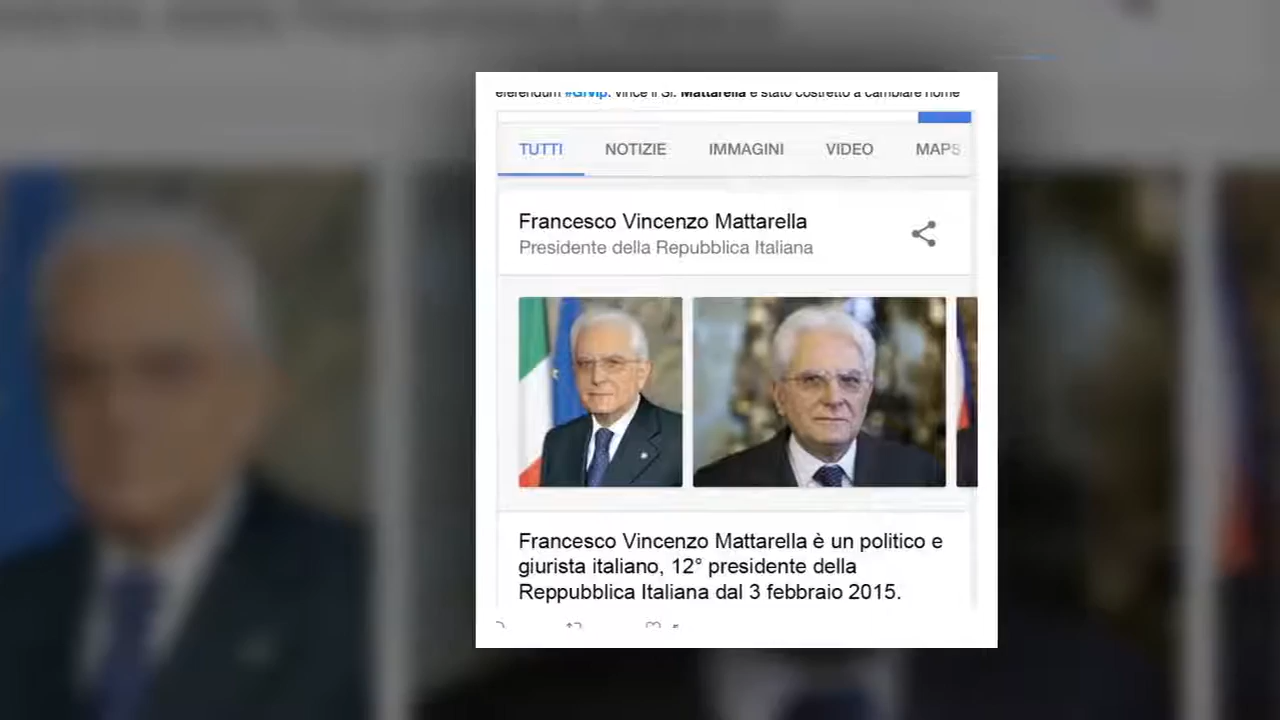 eferendum #GfVip. Vince il Sì. Mattarella è stato costretto a cambiare nome
TUTTI NOTIZIE IMMAGINI VIDEO MAPS
Francesco Vincenzo Mattarella
Presidente della Repubblica Italiana
Francesco Vincenzo Mattarella è un politico e
giurista italiano, 12° presidente della
Reppubblica Italiana dal 3 febbraio 2015.